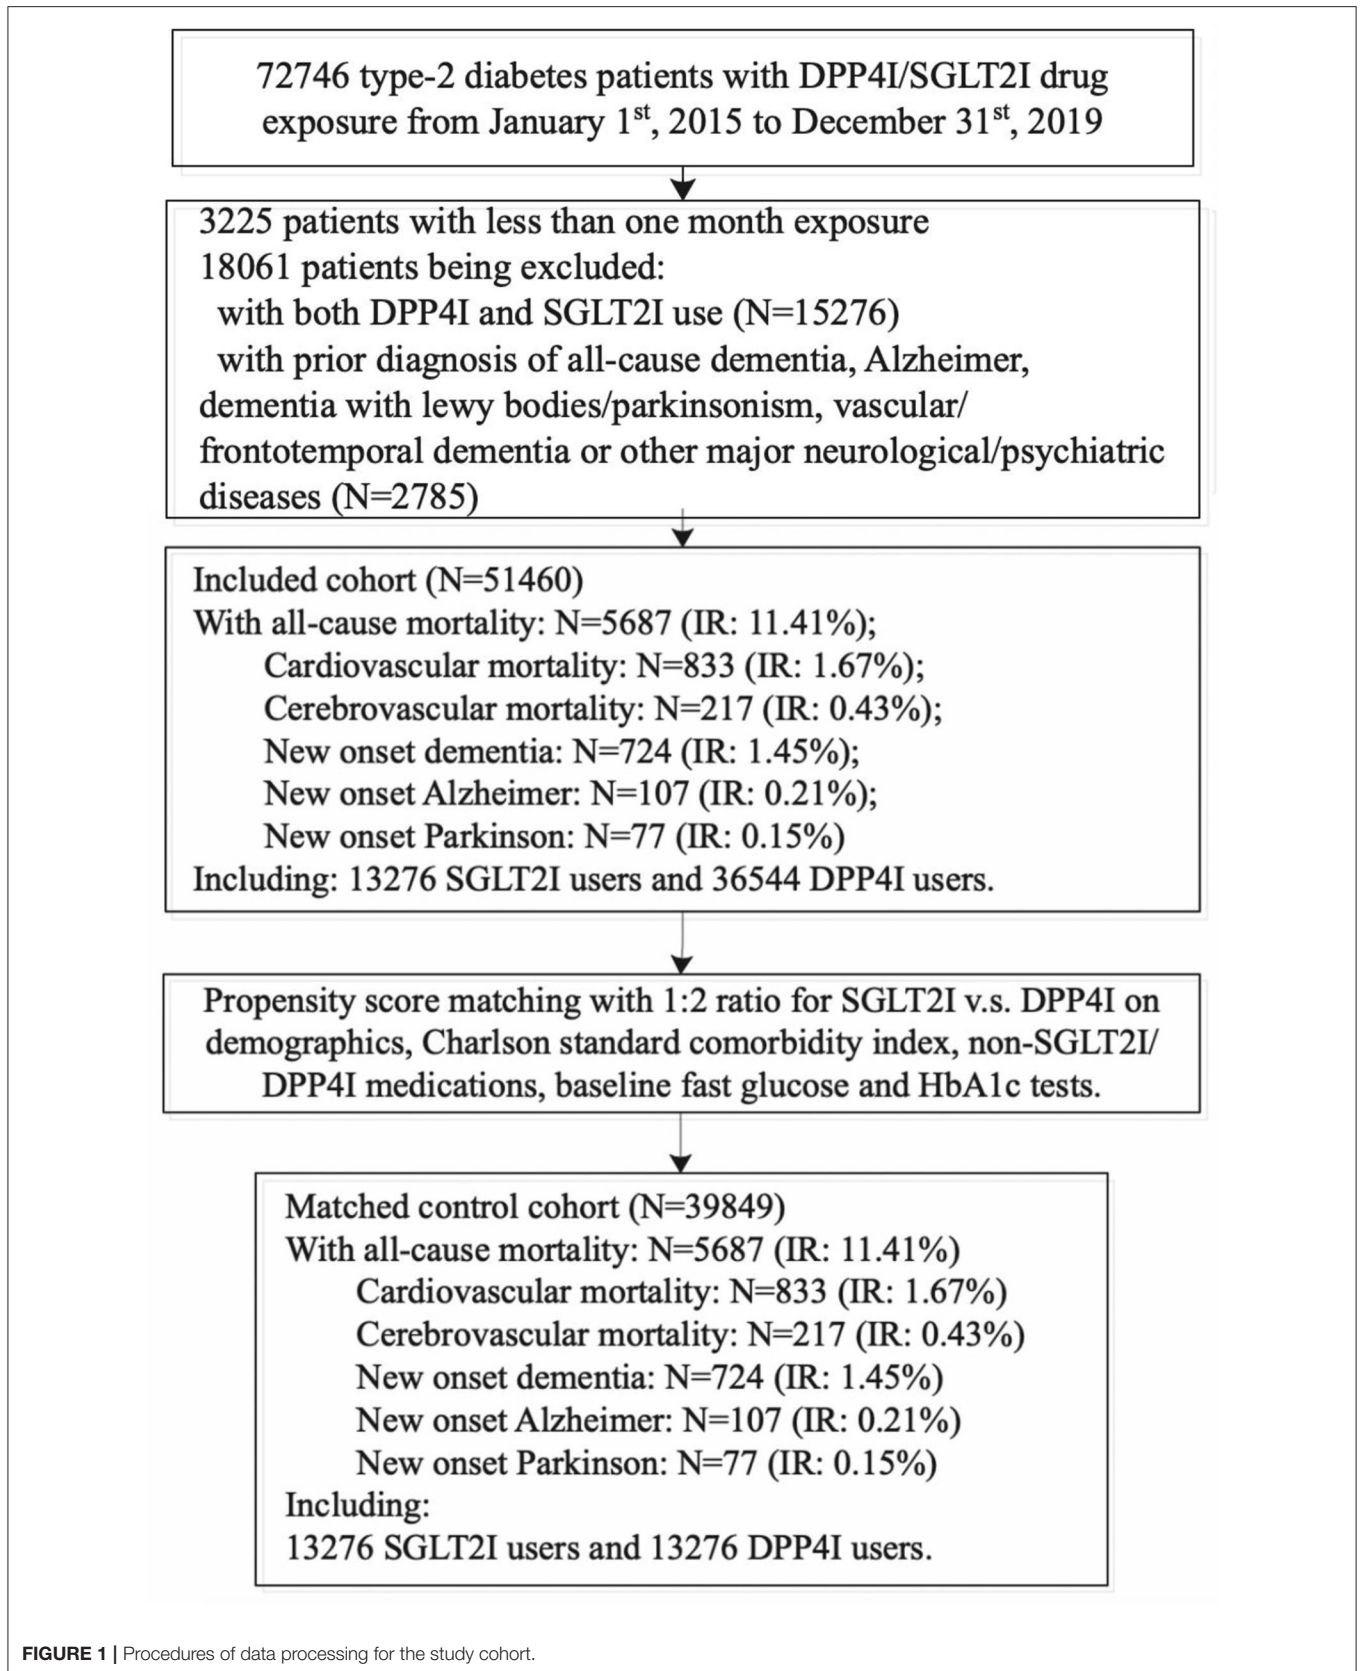 72746 type-2 diabetes patients with DPP4I/SGLT2I drug
exposure from January 1st, 2015 to December 31st, 2019
3225 patients with less than one month exposure
18061 patients being excluded:
with both DPP4I and SGLT2I use (N=15276)
with prior diagnosis of all-cause dementia, Alzheimer,
dementia with lewy bodies/parkinsonism, vascular/
frontotemporal dementia or other major neurological/psychiatric
diseases (N=2785)
Included cohort (N=51460)
With all-cause mortality: N=5687 (IR: 11.41%);
Cardiovascular mortality: N=833 (IR: 1.67%);
Cerebrovascular mortality: N=217 (IR: 0.43%);
New onset dementia: N=724 (IR: 1.45%);
New onset Alzheimer: N=107 (IR: 0.21%);
New onset Parkinson: N=77 (IR: 0.15%)
Including: 13276 SGLT2I users and 36544 DPP4I users.
Propensity score matching with 1:2 ratio for SGLT2I v.s. DPP4I on
demographics, Charlson standard comorbidity index, non-SGLT2I/
DPP4I medications, baseline fast glucose and HbA1c tests.
Matched control cohort (N=39849)
With all-cause mortality: N=5687 (IR: 11.41%)
Cardiovascular mortality: N=833 (IR: 1.67%)
Cerebrovascular mortality: N=217 (IR: 0.43%)
New onset dementia: N=724 (IR: 1.45%)
New onset Alzheimer: N=107 (IR: 0.21%)
New onset Parkinson: N=77 (IR: 0.15%)
Including:
13276 SGLT2I users and 13276 DPP4I users.
FIGURE 1 | Procedures of data processing for the study cohort.